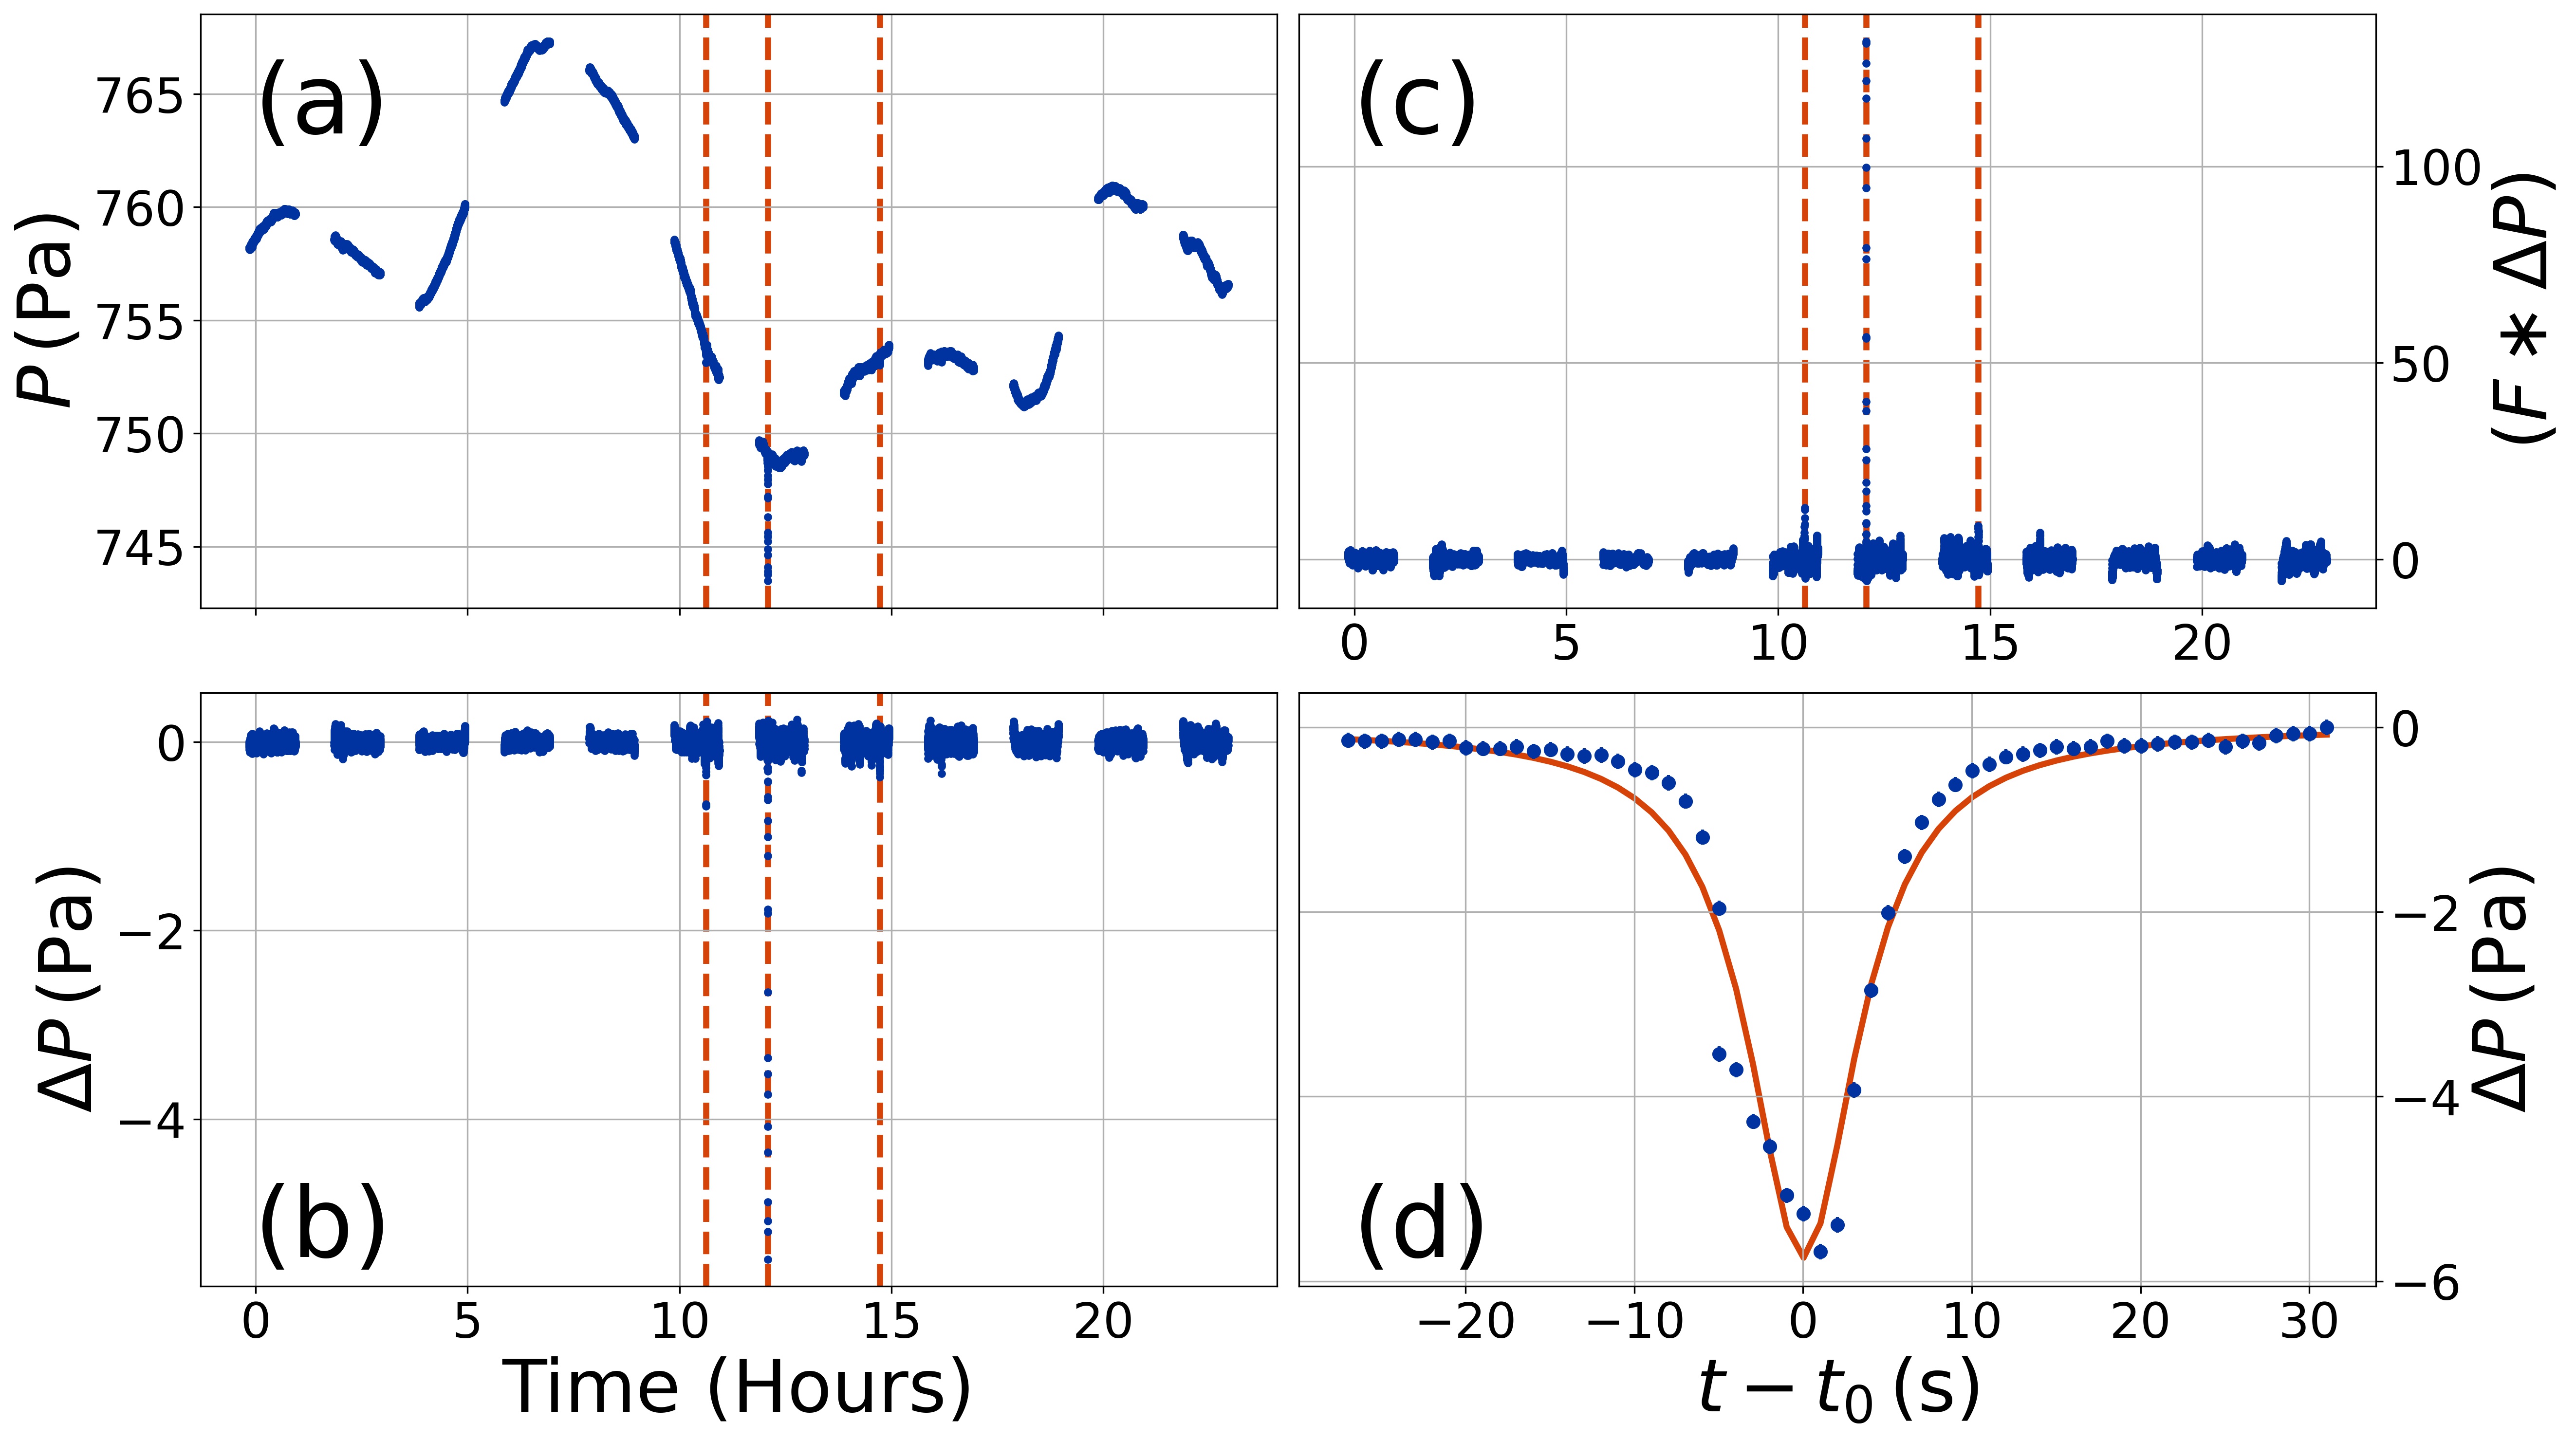 (a)
P (Pa)
765
760
755
750
745
(c)
100
50
0
(F ∗ ΔP)
0 5 10 15 20
(b)
ΔP (Pa)
0
−2
−4
0 5 10 15 20
Time (Hours)
(d)
0
−2
−4
−6
ΔP (Pa)
−20 −10 0 10 20 30
t − t₀ (s)